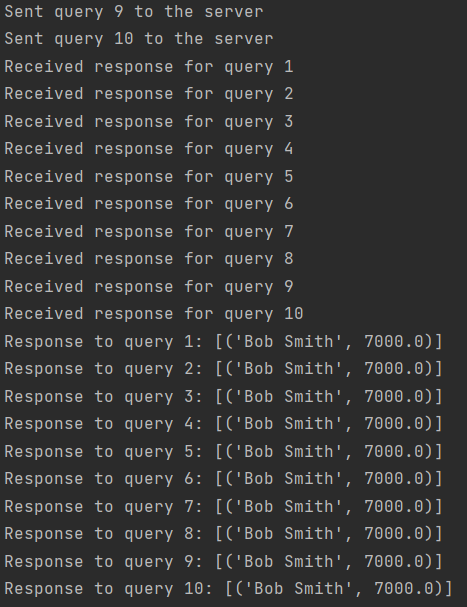 Sent query 9 to the server
Sent query 10 to the server
Received response for query 1
Received response for query 2
Received response for query 3
Received response for query 4
Received response for query 5
Received response for query 6
Received response for query 7
Received response for query 8
Received response for query 9
Received response for query 10
Response to query 1: [('Bob Smith', 7000.0)]
Response to query 2: [('Bob Smith', 7000.0)]
Response to query 3: [('Bob Smith', 7000.0)]
Response to query 4: [('Bob Smith', 7000.0)]
Response to query 5: [('Bob Smith', 7000.0)]
Response to query 6: [('Bob Smith', 7000.0)]
Response to query 7: [('Bob Smith', 7000.0)]
Response to query 8: [('Bob Smith', 7000.0)]
Response to query 9: [('Bob Smith', 7000.0)]
Response to query 10: [('Bob Smith', 7000.0)]